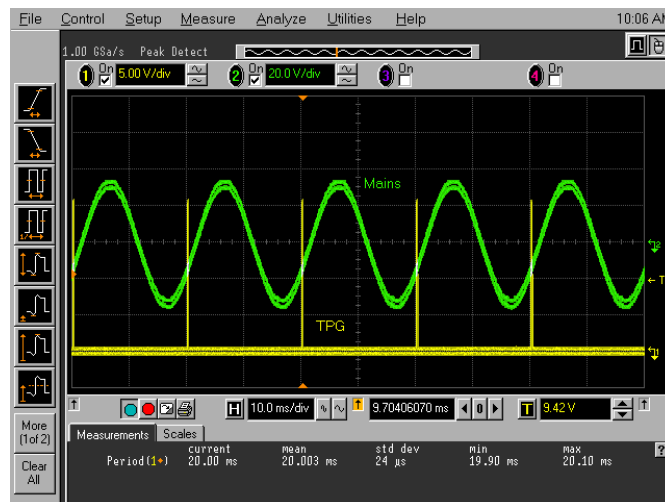 File Control Setup Measure Analyze Utilities Help 10:06 AM
1.00 GSa/s Peak Detect
1 On 5.00 V/div 2 On 20.0 V/div 3 On 4 On
Mains
2
T
TPG
1
H 10.0 ms/div 9.70406070 ms 0 T 9.42 V
More
(1of 2)
Clear
All
Measurements Scales
current mean std dev min max
Period(1) 20.00 ms 20.003 ms 24 µs 19.90 ms 20.10 ms
?